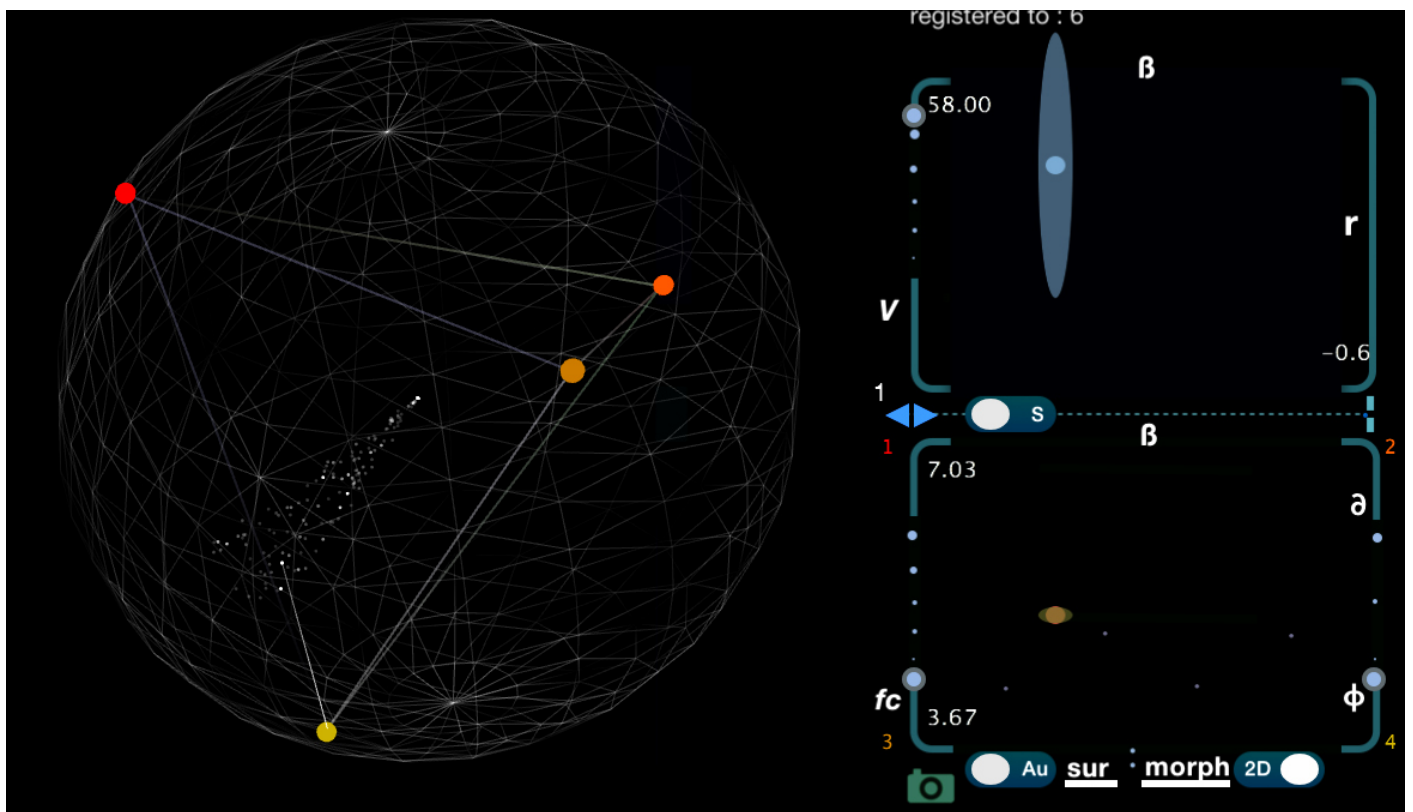 registered to : 6
ß
58.00
r
V
-0.6
1
S
ß
1
2
7.03
∂
fc
ϕ
3.67
3
4
Au
sur
morph
2D